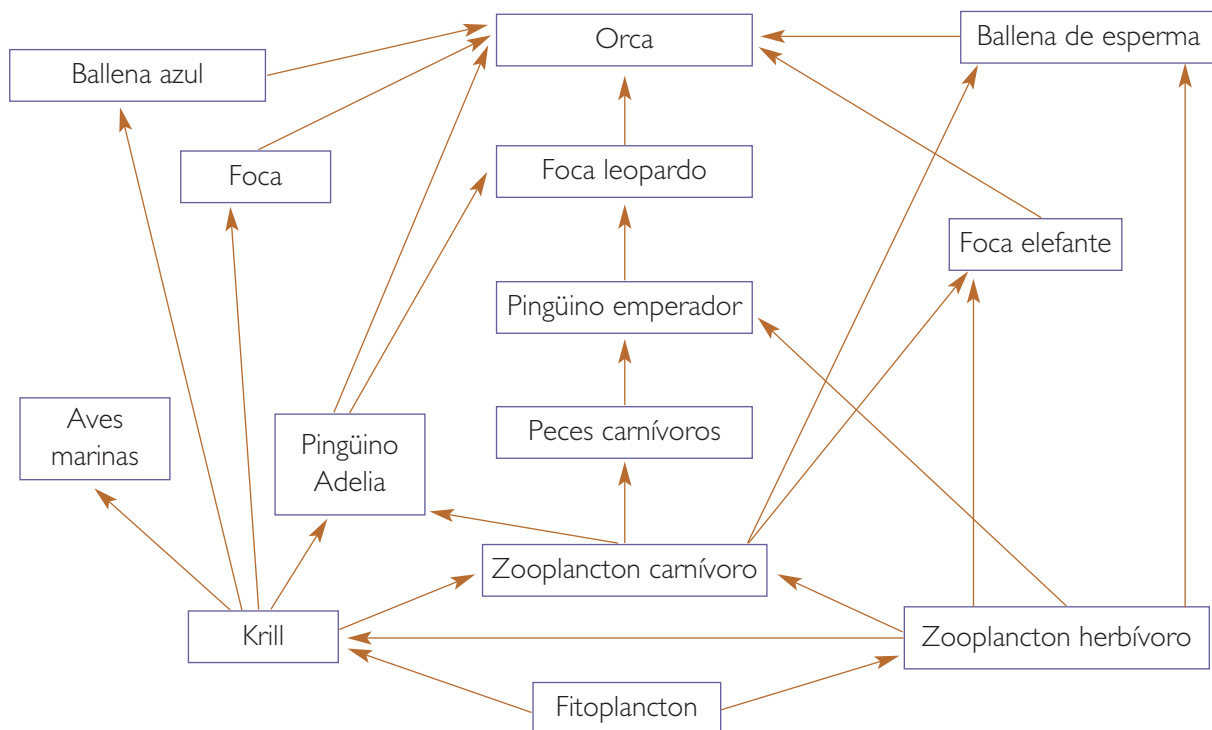 Orca
Ballena de esperma
Ballena azul
Foca
Foca leopardo
Foca elefante
Pingüino emperador
Aves
marinas
Pingüino
Adelia
Peces carnívoros
Zooplancton carnívoro
Krill
Zooplancton herbívoro
Fitoplancton